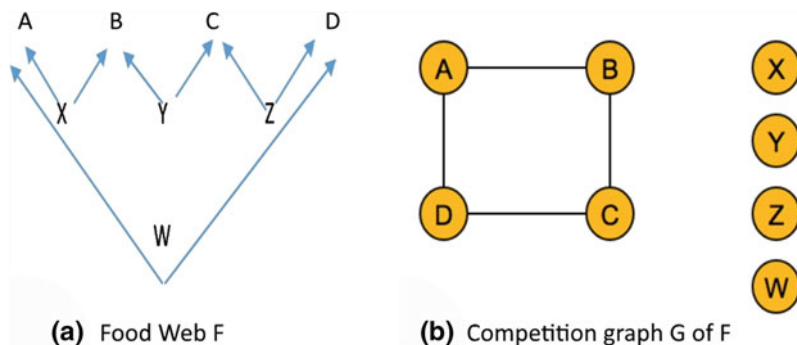 A B C D
X Y Z
W
(a) Food Web F
A B
D C
X
Y
Z
W
(b) Competition graph G of F